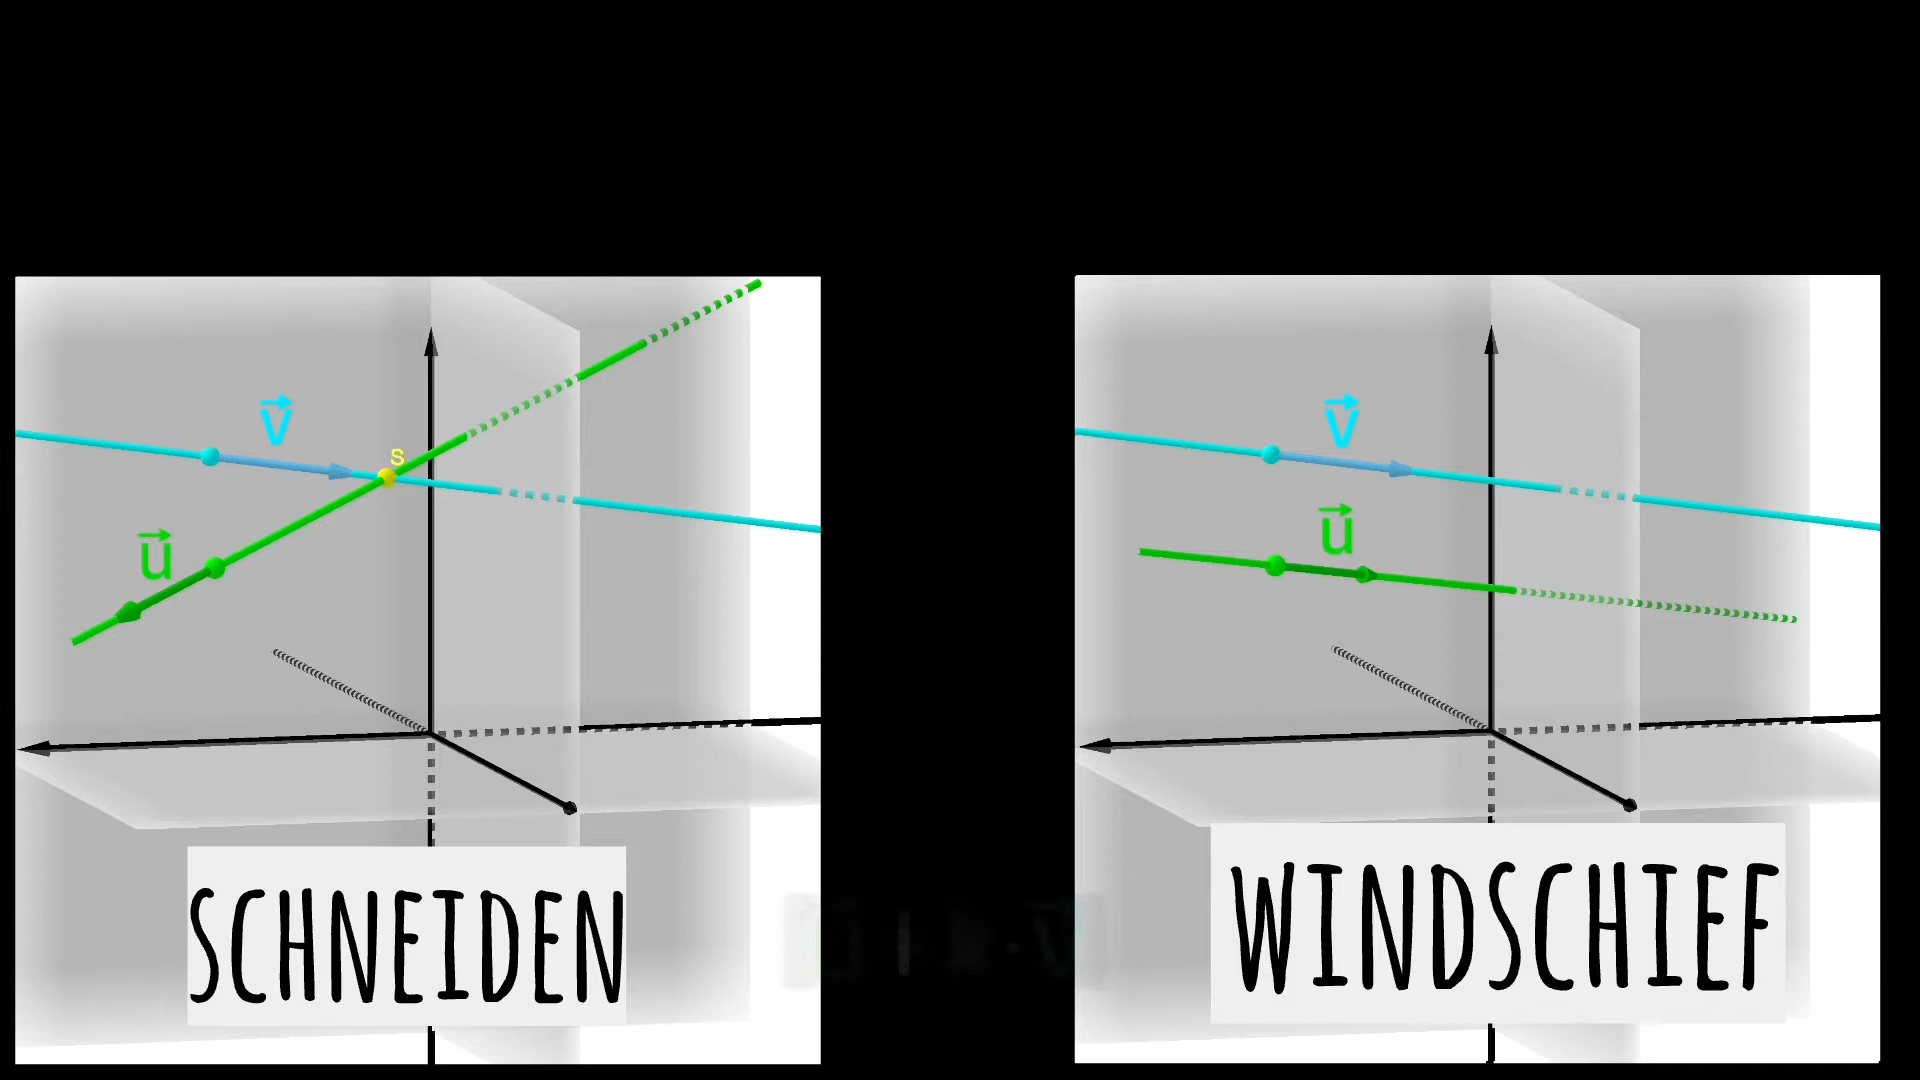 v⃗
S
u⃗
SCHNEIDEN
v⃗
u⃗
WINDSCHIEF